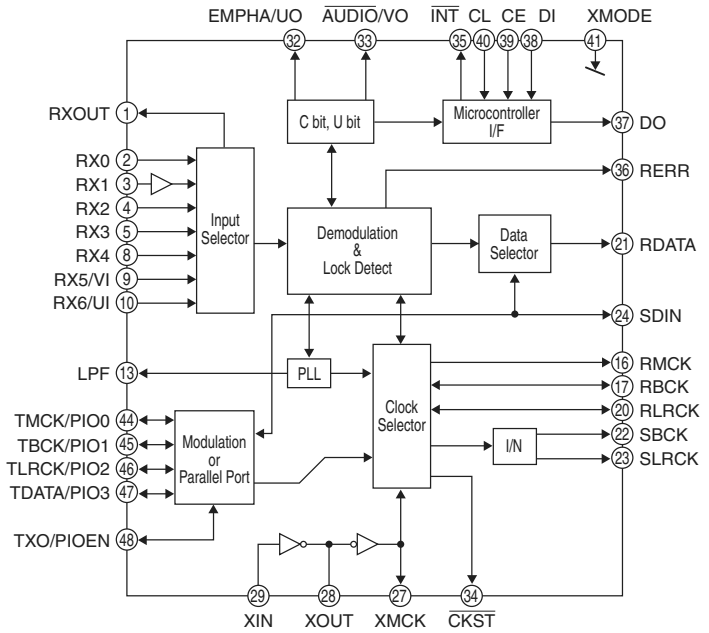 EMPHA/UO A̅U̅D̅I̅O̅/VO I̅N̅T̅ CL CE DI XMODE
32 33 35 40 39 38 41
RXOUT 1
C bit, U bit
Microcontroller
I/F
37 DO
RX0 2
RX1 3
RX2 4
RX3 5
RX4 8
RX5/VI 9
RX6/UI 10
Input
Selector
36 RERR
Demodulation
&
Lock Detect
Data
Selector
21 RDATA
24 SDIN
LPF 13
PLL
Clock
Selector
16 RMCK
17 RBCK
20 RLRCK
22 SBCK
23 SLRCK
I/N
TMCK/PIO0 44
TBCK/PIO1 45
TLRCK/PIO2 46
TDATA/PIO3 47
TXO/PIOEN 48
Modulation
or
Parallel Port
29 28 27 34
XIN XOUT XMCK C̅K̅S̅T̅